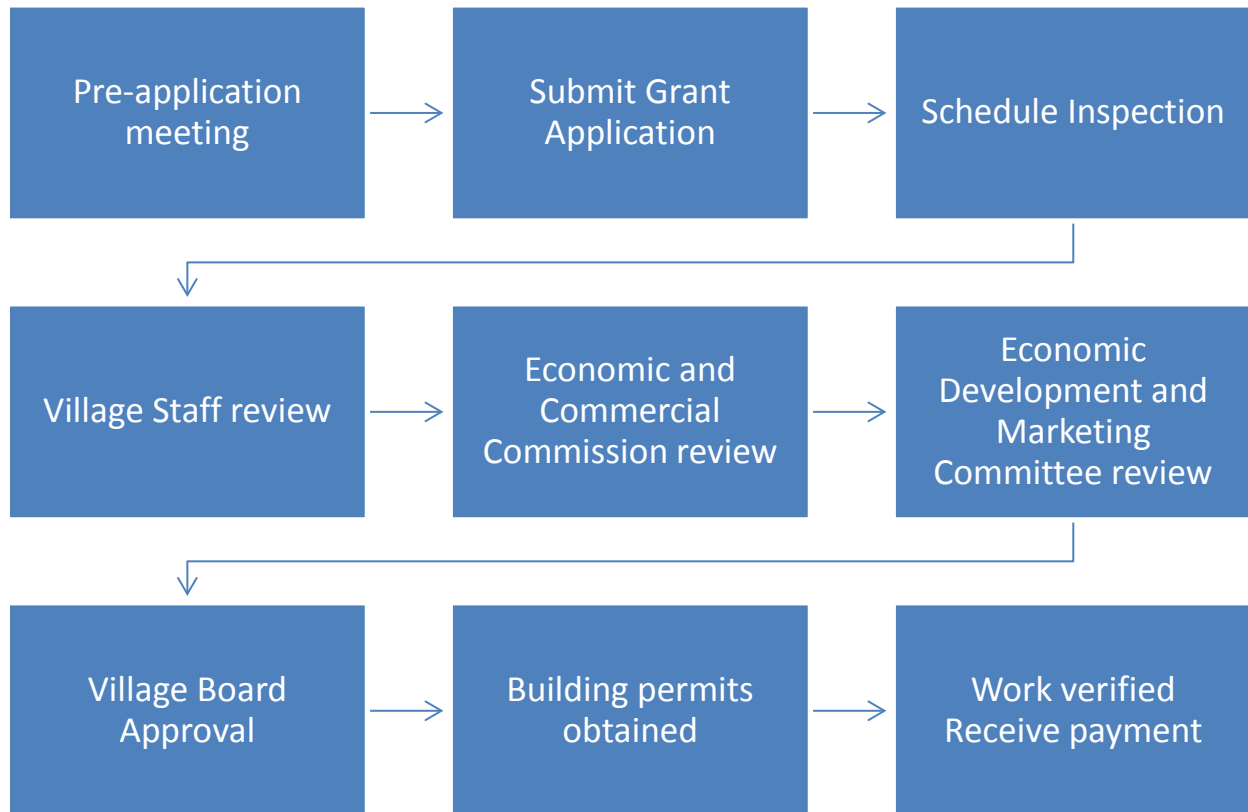 Pre-application
meeting
Submit Grant
Application
Schedule Inspection
Village Staff review
Economic and
Commercial
Commission review
Economic
Development and
Marketing
Committee review
Village Board
Approval
Building permits
obtained
Work verified
Receive payment